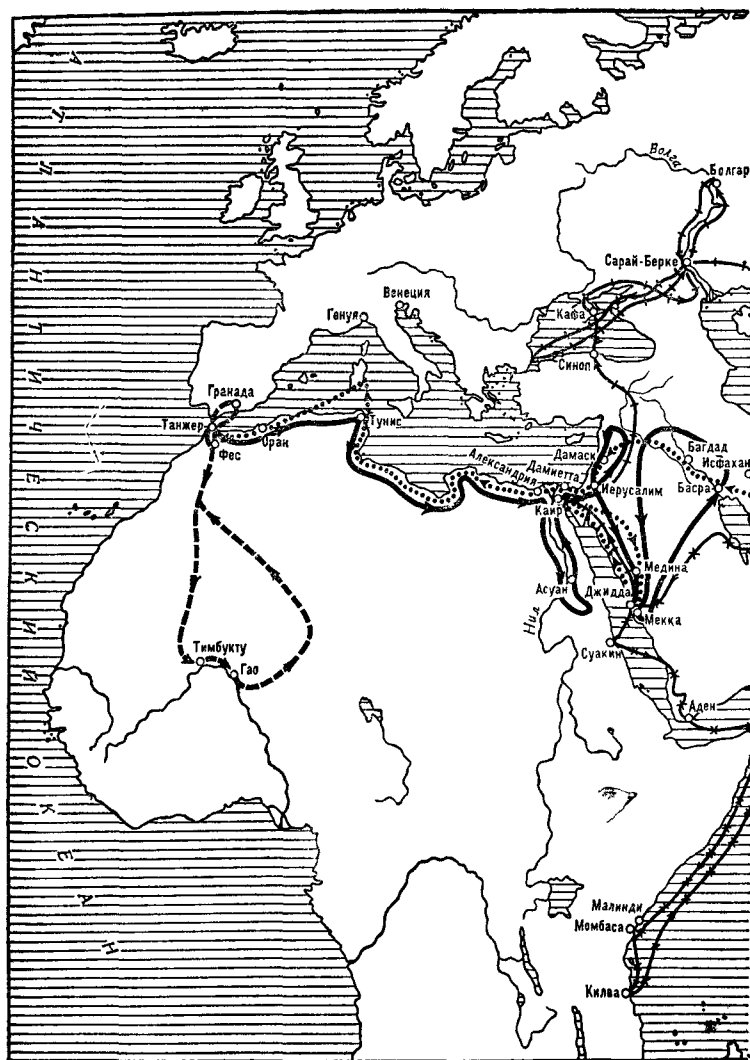 АТЛАНТИЧЕСКИЙ ОКЕАН
Волга
Болгар
Сарай-Берке
Венеция
Генуя
Кафа
Синоп
Гранада
Танжер
Оран
Фес
Тунис
Александрия
Дамиетта
Дамаск
Багдад
Исфахан
Иерусалим
Басра
Каир
Медина
Асуан
Джидда
Нил
Мекка
Суакин
Тимбукту
Гао
Аден
Малинди
Момбаса
Килва